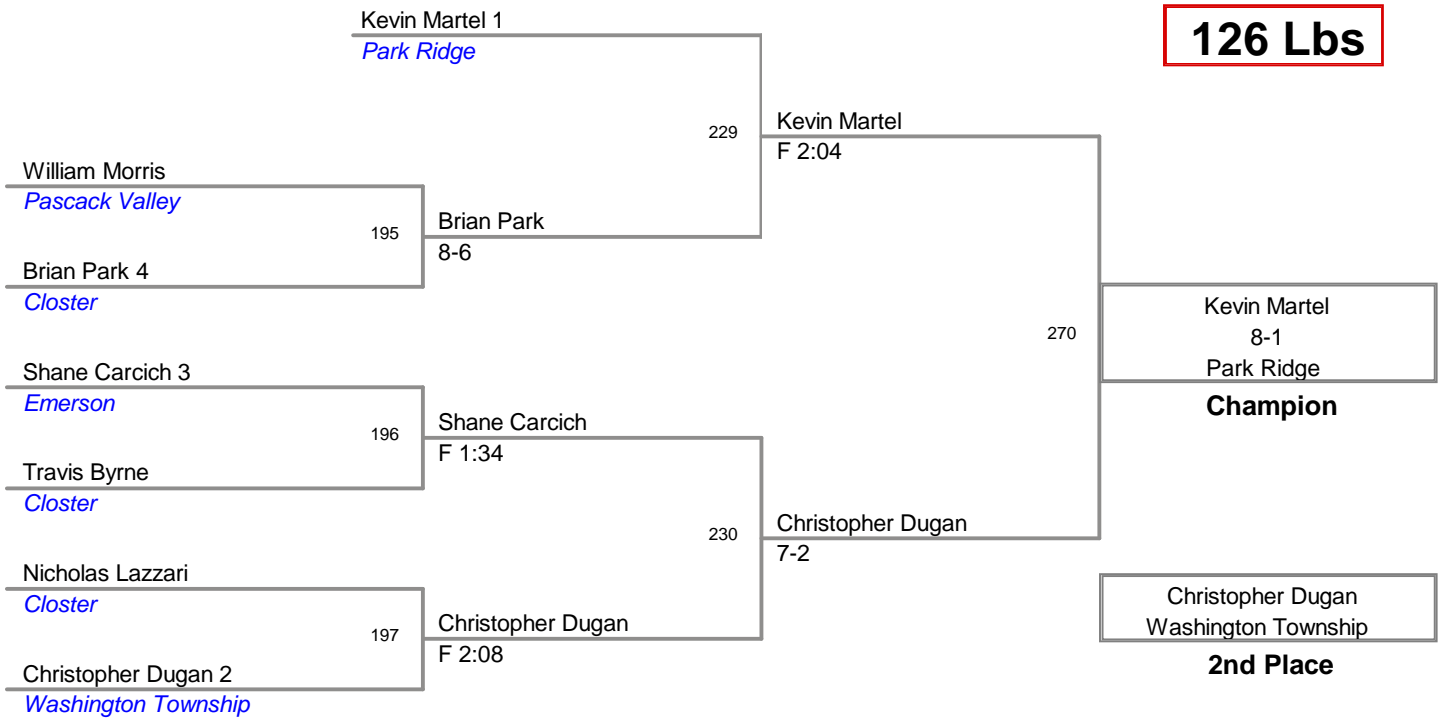 Kevin Martel 1
Park Ridge
126 Lbs
229
Kevin Martel
F 2:04
William Morris
Pascack Valley
195
Brian Park
8-6
Brian Park 4
Closter
270
Kevin Martel
8-1
Park Ridge
Champion
Shane Carcich 3
Emerson
196
Shane Carcich
F 1:34
Travis Byrne
Closter
230
Christopher Dugan
7-2
Nicholas Lazzari
Closter
197
Christopher Dugan
F 2:08
Christopher Dugan 2
Washington Township
Christopher Dugan
Washington Township
2nd Place